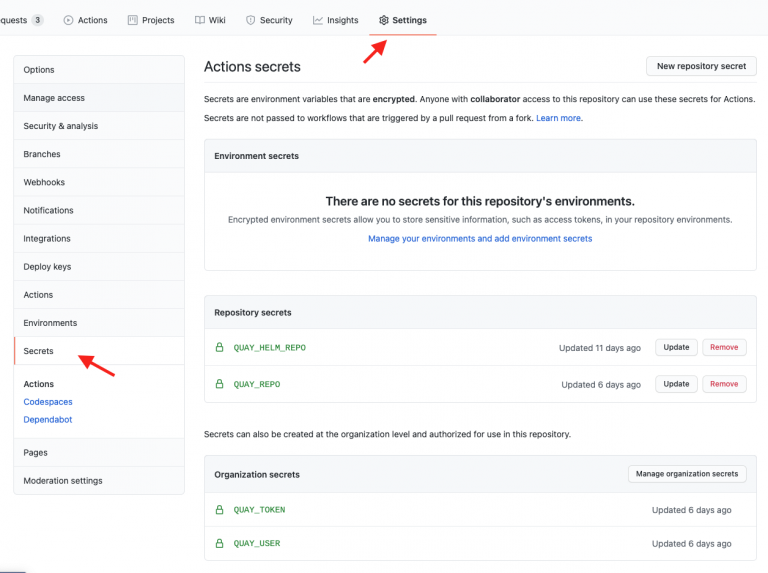 quests 3 Actions Projects Wiki Security Insights Settings
Options
Manage access
Security & analysis
Branches
Webhooks
Notifications
Integrations
Deploy keys
Actions
Environments
Secrets
Actions
Codespaces
Dependabot
Pages
Moderation settings
Actions secrets
New repository secret
Secrets are environment variables that are encrypted. Anyone with collaborator access to this repository can use these secrets for Actions.
Secrets are not passed to workflows that are triggered by a pull request from a fork. Learn more.
Environment secrets
There are no secrets for this repository's environments.
Encrypted environment secrets allow you to store sensitive information, such as access tokens, in your repository environments.
Manage your environments and add environment secrets
Repository secrets
QUAY_HELM_REPO Updated 11 days ago Update Remove
QUAY_REPO Updated 6 days ago Update Remove
Secrets can also be created at the organization level and authorized for use in this repository.
Organization secrets Manage organization secrets
QUAY_TOKEN Updated 6 days ago
QUAY_USER Updated 6 days ago